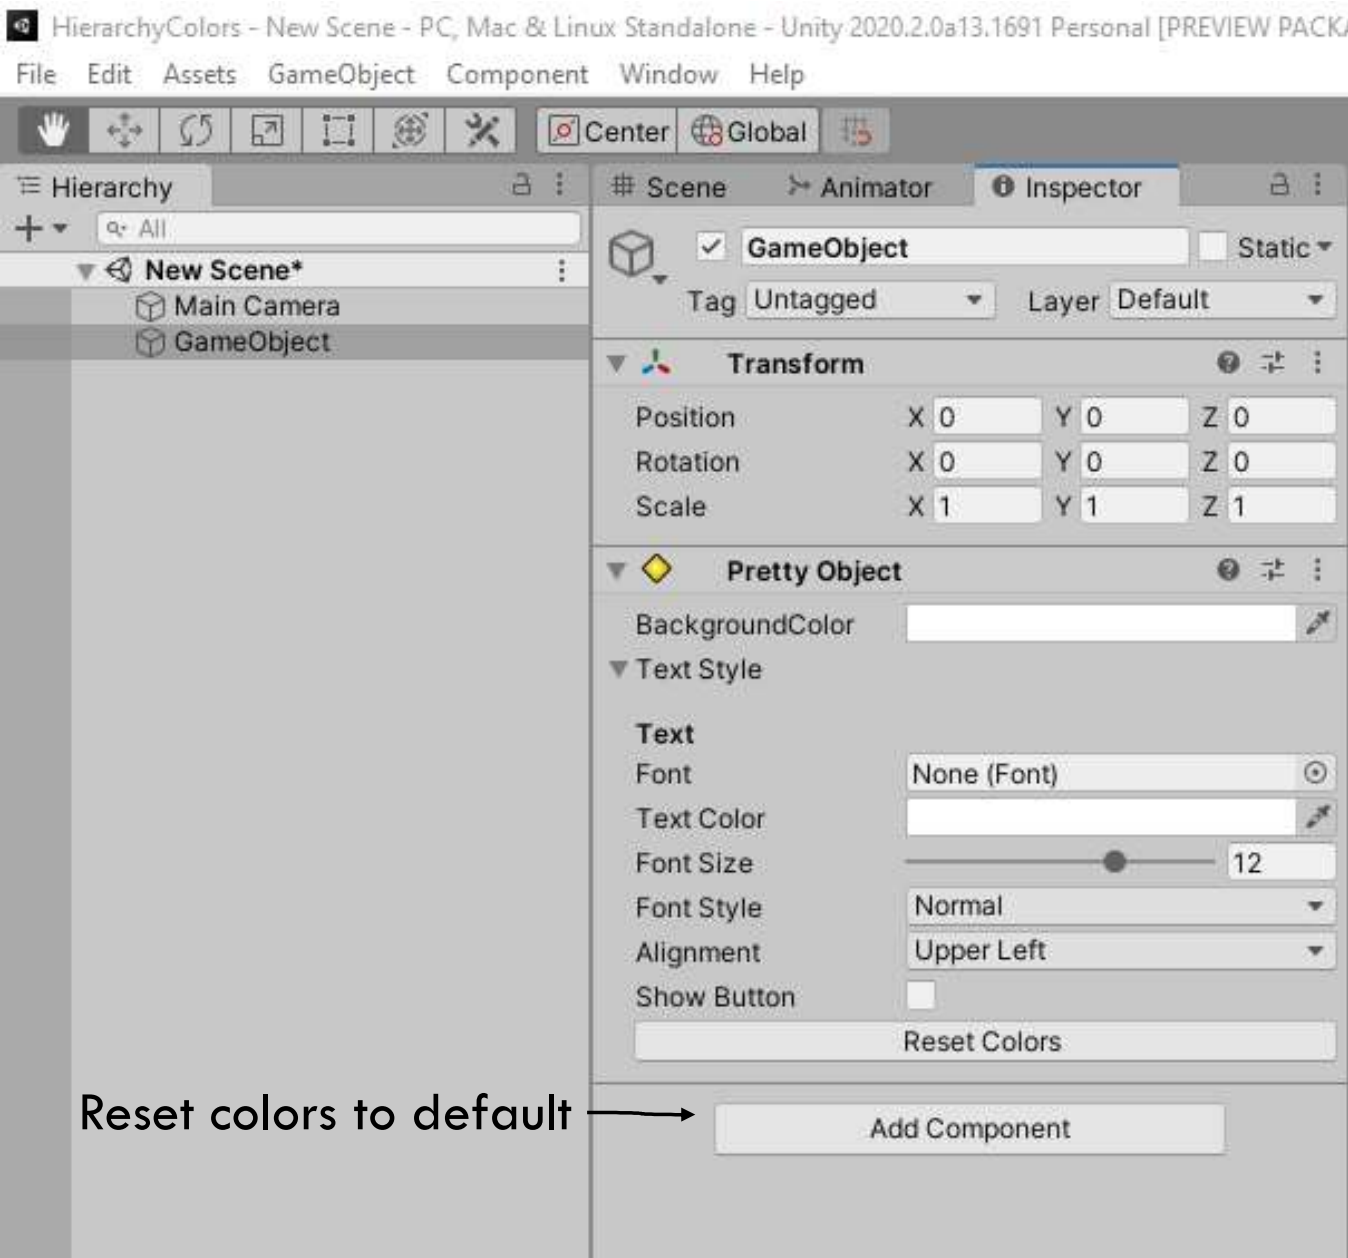 HierarchyColors - New Scene - PC, Mac & Linux Standalone - Unity 2020.2.0a13.1691 Personal [PREVIEW PACKA
File Edit Assets GameObject Component Window Help
Center Global
Hierarchy
Scene Animator Inspector
All
New Scene*
Main Camera
GameObject
GameObject Static
Tag Untagged Layer Default
Transform
Position X 0 Y 0 Z 0
Rotation X 0 Y 0 Z 0
Scale X 1 Y 1 Z 1
Pretty Object
BackgroundColor
Text Style
Text
Font None (Font)
Text Color
Font Size 12
Font Style Normal
Alignment Upper Left
Show Button
Reset Colors
Reset colors to default
Add Component